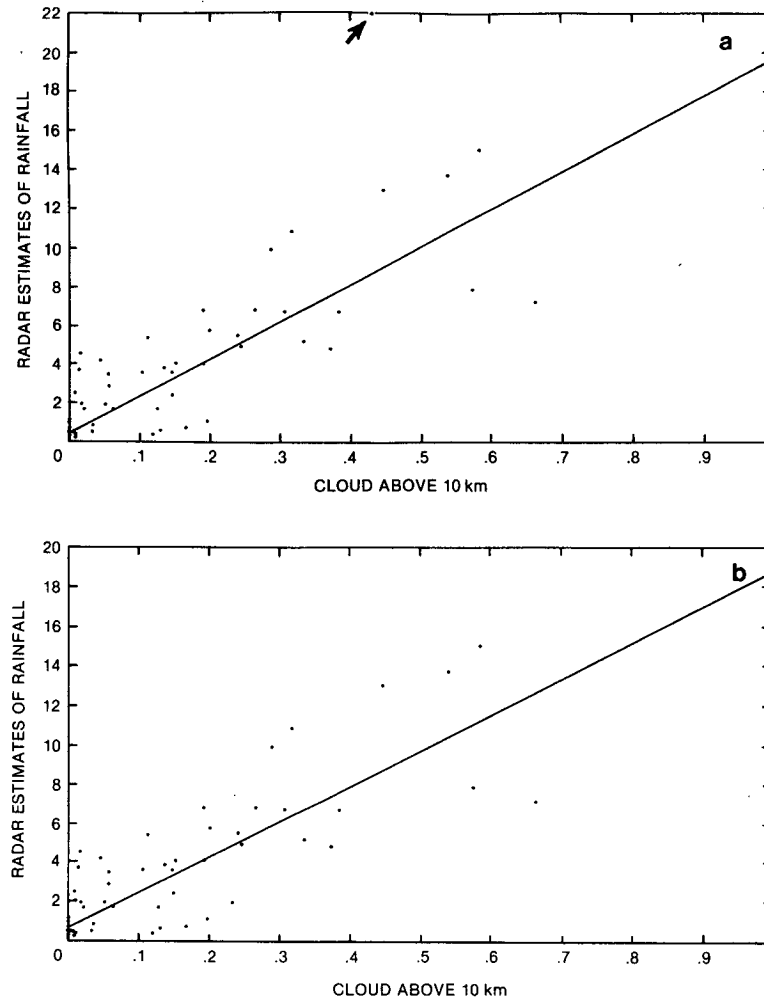 a
RADAR ESTIMATES OF RAINFALL
22
20
18
16
14
12
10
8
6
4
2
0 .1 .2 .3 .4 .5 .6 .7 .8 .9
CLOUD ABOVE 10 km
b
RADAR ESTIMATES OF RAINFALL
20
18
16
14
12
10
8
6
4
2
0 .1 .2 .3 .4 .5 .6 .7 .8 .9
CLOUD ABOVE 10 km